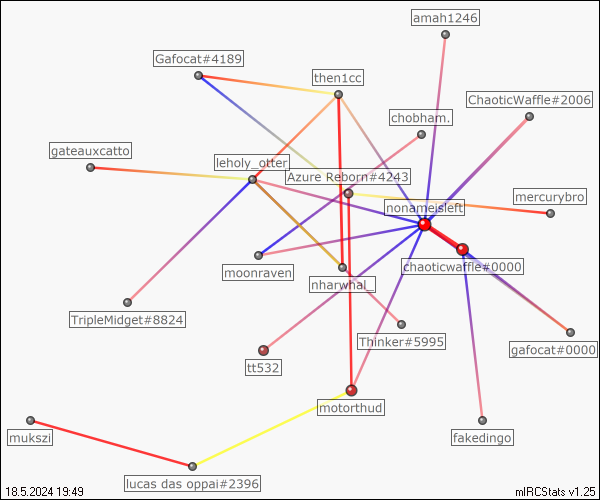 amah1246
Gafocat#4189
then1cc
ChaoticWaffle#2006
chobham.
gateauxcatto
leholy_otter
Azure Reborn#4243
mercurybro
nonameisleft
moonraven
chaoticwaffle#0000
nharwhal_
TripleMidget#8824
Thinker#5995
gafocat#0000
tt532
motorthud
mukszi
fakedingo
lucas das oppai#2396
18.5.2024 19:49
mIRCStats v1.25